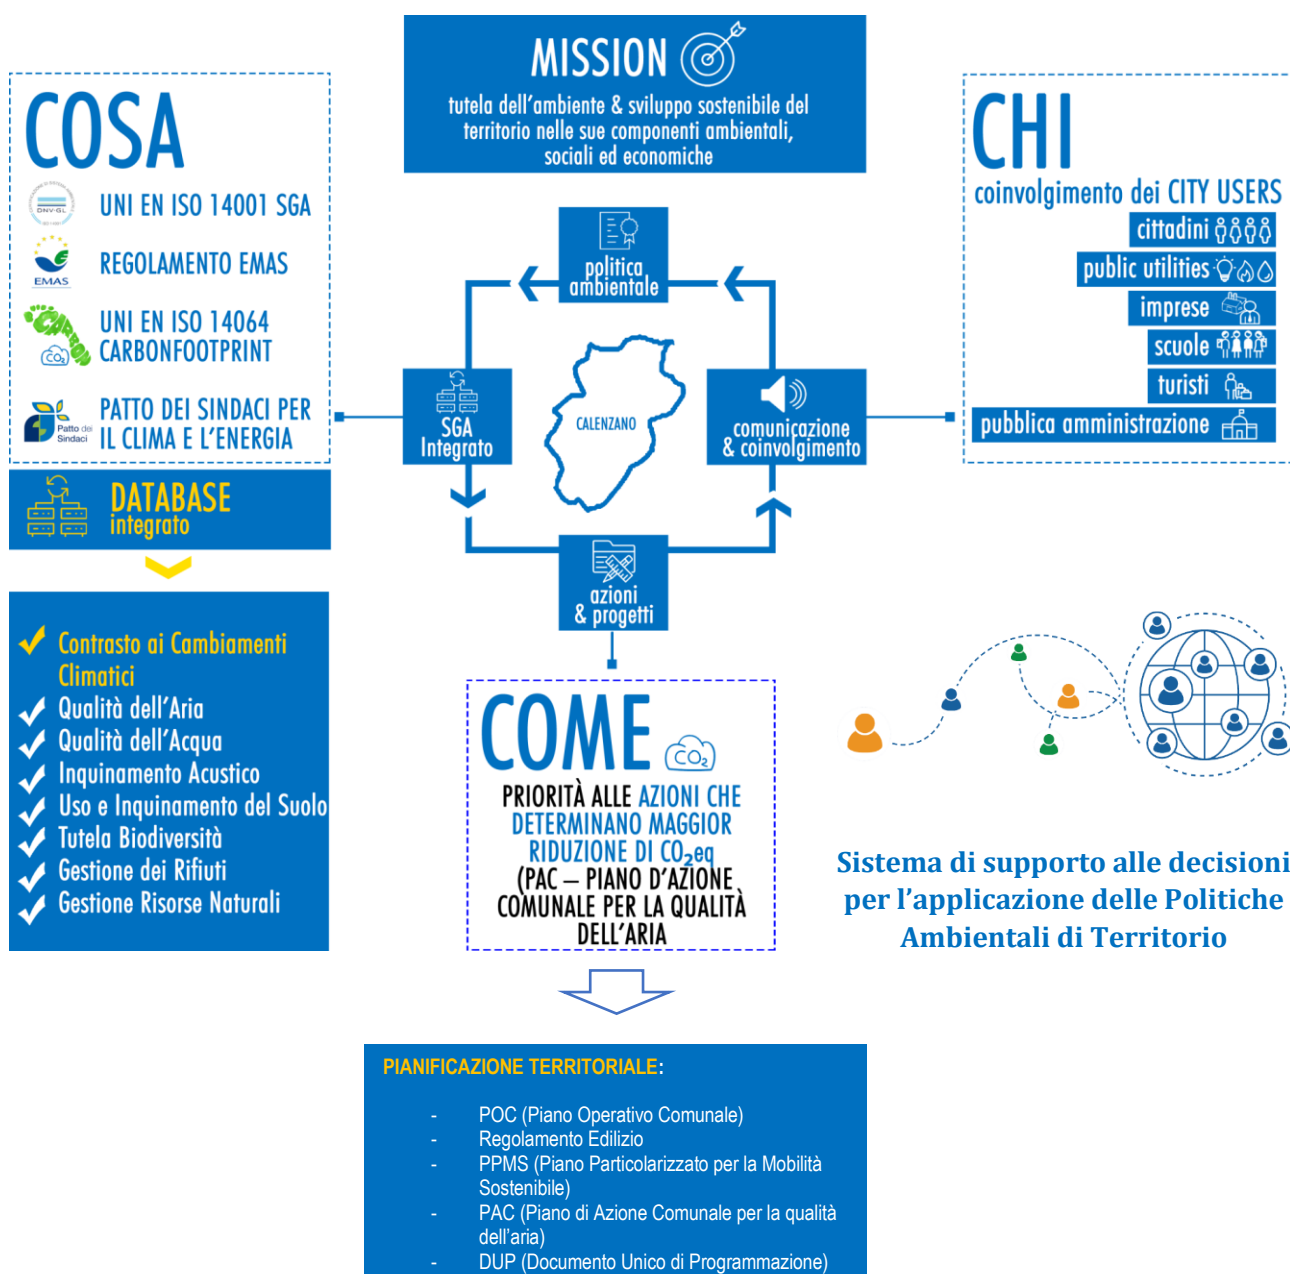 MISSION
tutela dell'ambiente & sviluppo sostenibile del
territorio nelle sue componenti ambientali,
sociali ed economiche
COSA
DNV·GL
UNI EN ISO 14001 SGA
EMAS
REGOLAMENTO EMAS
CARBON
CO₂
UNI EN ISO 14064
CARBONFOOTPRINT
Patto dei
Sindaci
PATTO DEI SINDACI PER
IL CLIMA E L'ENERGIA
DATABASE
integrato
Contrasto ai Cambiamenti
Climatici
Qualità dell'Aria
Qualità dell'Acqua
Inquinamento Acustico
Uso e Inquinamento del Suolo
Tutela Biodiversità
Gestione dei Rifiuti
Gestione Risorse Naturali
politica
ambientale
SGA
Integrato
CALENZANO
comunicazione
& coinvolgimento
azioni
& progetti
CHI
coinvolgimento dei CITY USERS
cittadini
public utilities
imprese
scuole
turisti
pubblica amministrazione
COME
CO₂
PRIORITÀ ALLE AZIONI CHE
DETERMINANO MAGGIOR
RIDUZIONE DI CO₂eq
(PAC – PIANO D'AZIONE
COMUNALE PER LA QUALITÀ
DELL'ARIA
Sistema di supporto alle decisioni
per l'applicazione delle Politiche
Ambientali di Territorio
PIANIFICAZIONE TERRITORIALE:
- POC (Piano Operativo Comunale)
- Regolamento Edilizio
- PPMS (Piano Particolarizzato per la Mobilità
Sostenibile)
- PAC (Piano di Azione Comunale per la qualità
dell'aria)
- DUP (Documento Unico di Programmazione)